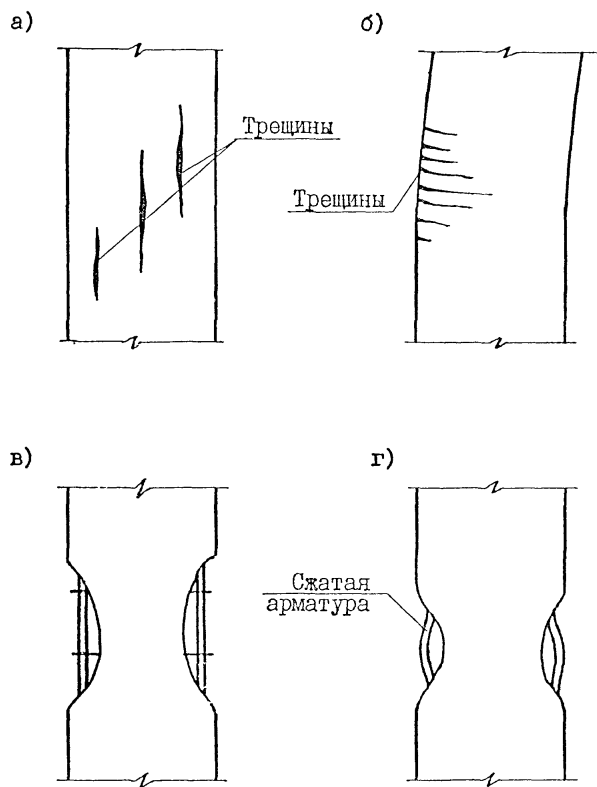 а)
б)
Трещины
Трещины
в)
г)
Сжатая
арматура